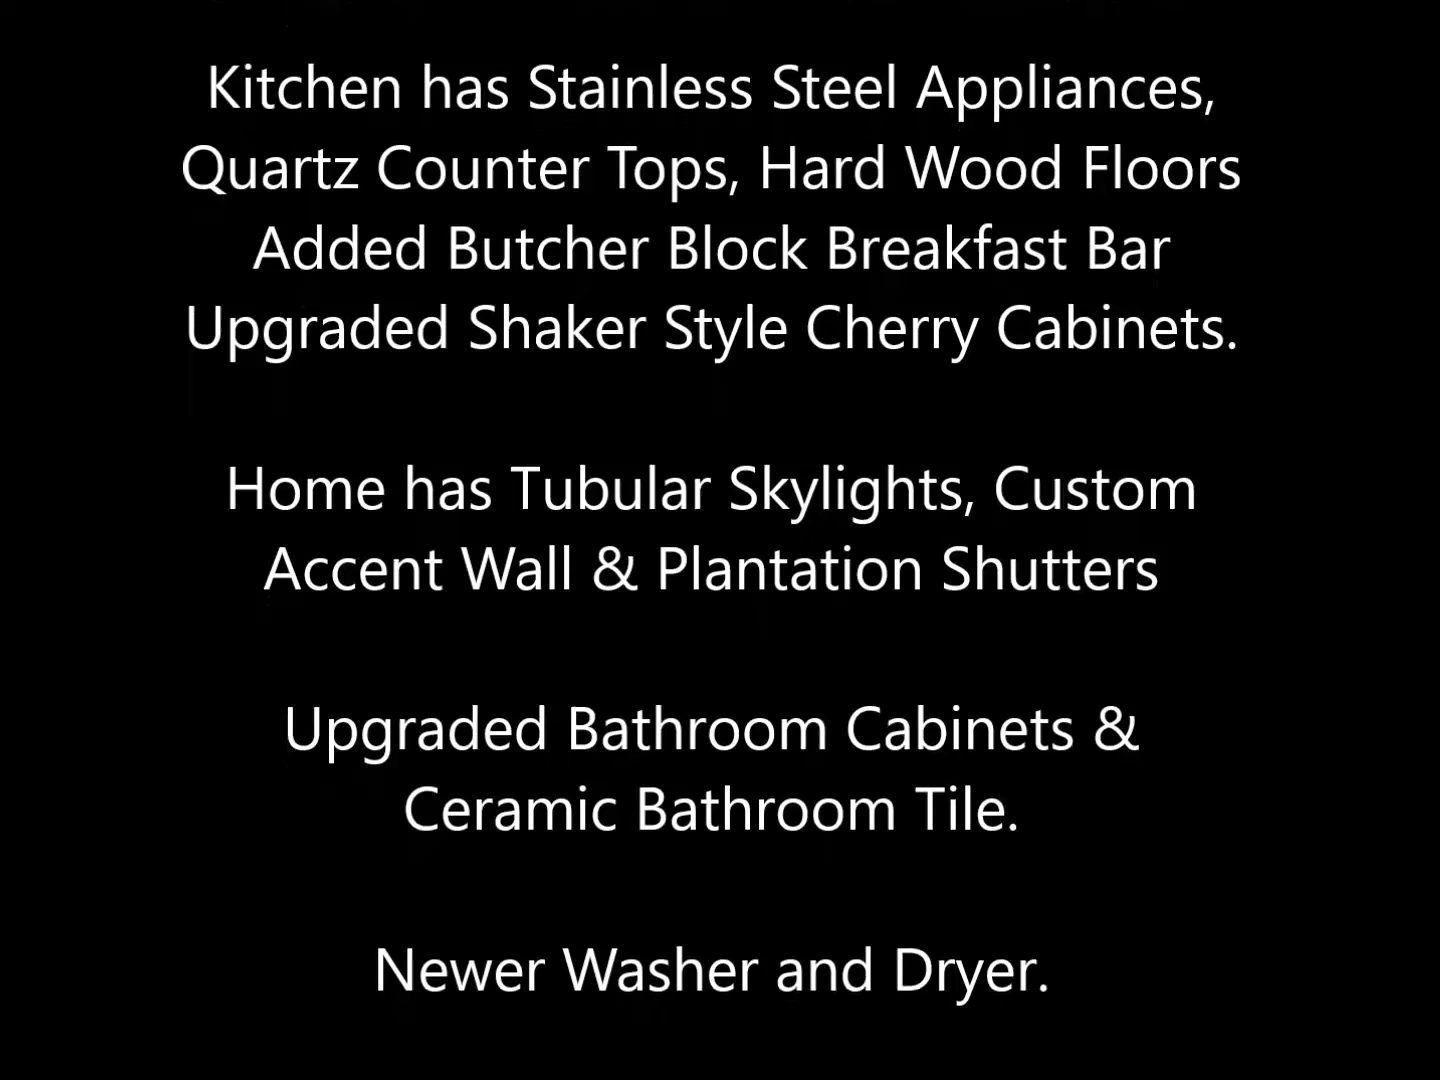 Kitchen has Stainless Steel Appliances,
Quartz Counter Tops, Hard Wood Floors
Added Butcher Block Breakfast Bar
Upgraded Shaker Style Cherry Cabinets.
Home has Tubular Skylights, Custom
Accent Wall & Plantation Shutters
Upgraded Bathroom Cabinets &
Ceramic Bathroom Tile.
Newer Washer and Dryer.